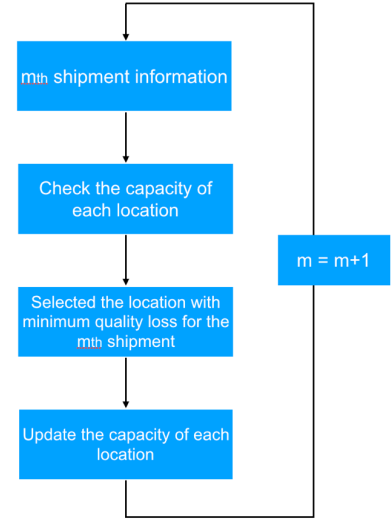 mth shipment information
Check the capacity of
each location
Selected the location with
minimum quality loss for the
mth shipment
Update the capacity of each
location
m = m+1